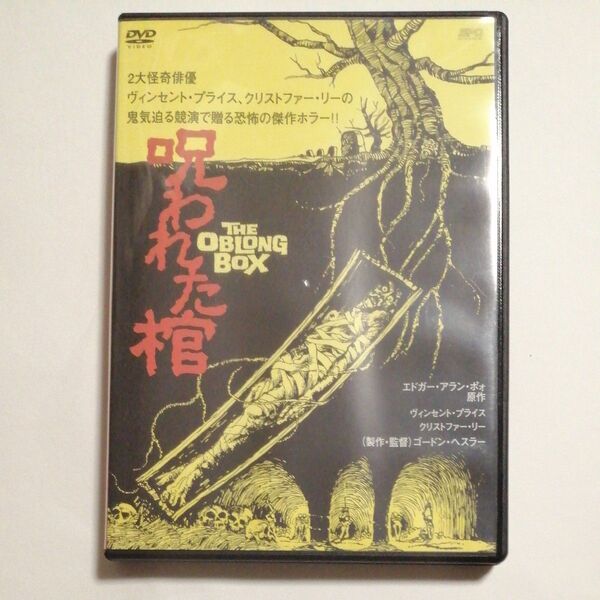 DVD
VIDEO
SPO
2大怪奇俳優
ヴィンセント・プライス、クリストファー・リーの
鬼気迫る競演で贈る恐怖の傑作ホラー!!
呪われた棺
THE
OBLONG
BOX
エドガー・アラン・ポォ
原作
ヴィンセント・プライス
クリストファー・リー
(製作・監督)ゴードン・ヘスラー